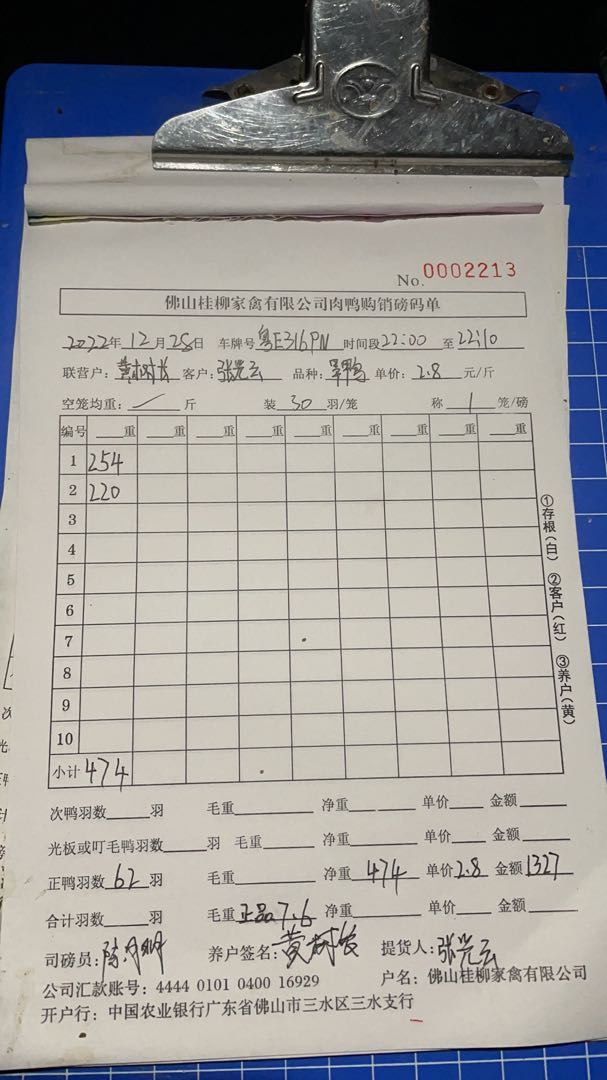 No. 0002213
佛山桂柳家禽有限公司肉鸭购销磅码单
2022年12月28日 车牌号粤E316PN 时间段22:00 至22:10
联营户:黄树长 客户:张光云 品种: 单价:2.8元/斤
空笼均重: 斤 装30羽/笼 称1笼/磅
编号 重 重 重 重 重 重 重 重 重
1 254
2 220
3
4
5
6
7
8
9
10
小计 474
①存根(白) ②客户(红) ③养户(黄)
次鸭羽数 羽 毛重 净重 单价 金额
光板或叮毛鸭羽数 羽 毛重 净重 单价 金额
正鸭羽数62羽 毛重 净重474 单价2.8 金额1327
合计羽数 羽 毛重正品7.6 净重 单价 金额
司磅员: 养户签名:黄树长 提货人:张光云
公司汇款账号:4444 0101 0400 16929 户名:佛山桂柳家禽有限公司
开户行:中国农业银行广东省佛山市三水区三水支行